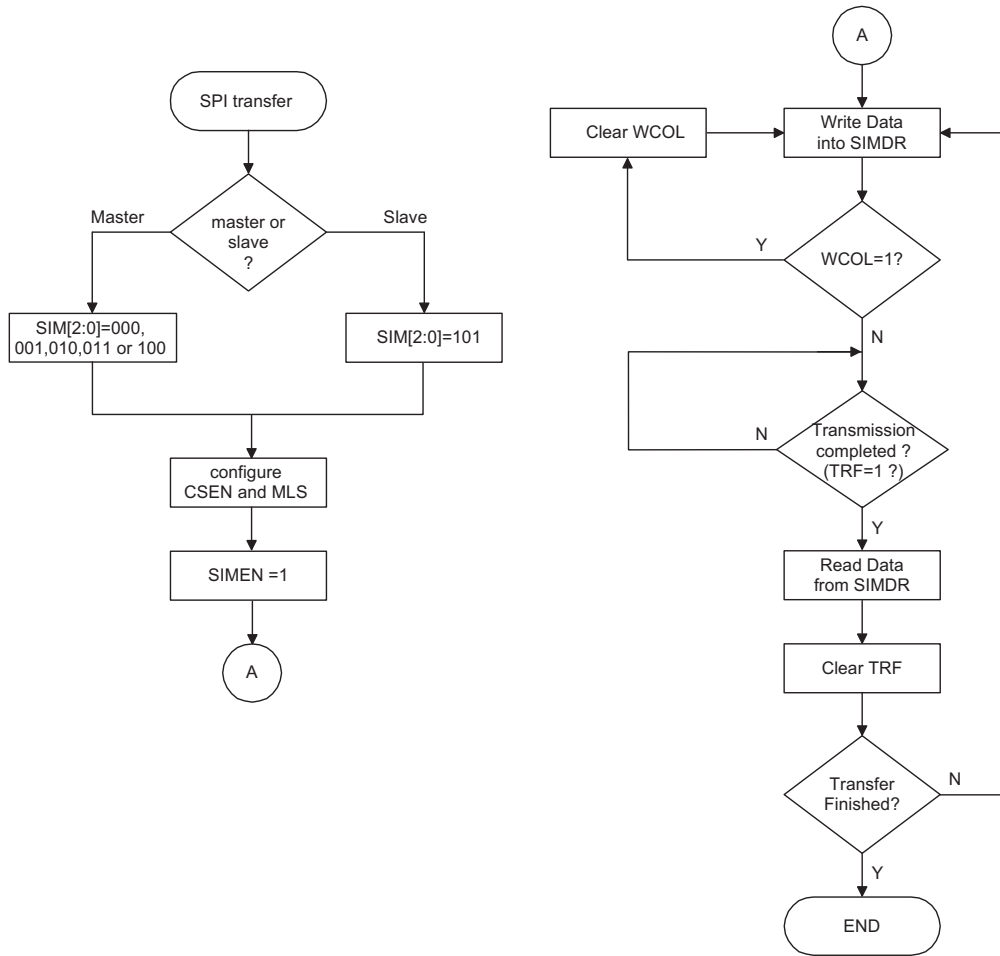 SPI transfer
master or
slave
?
Master
Slave
SIM[2:0]=000,
001,010,011 or 100
SIM[2:0]=101
configure
CSEN and MLS
SIMEN =1
A
A
Clear WCOL
Write Data
into SIMDR
Y
WCOL=1?
N
N
Transmission
completed ?
(TRF=1 ?)
Y
Read Data
from SIMDR
Clear TRF
Transfer
Finished?
N
Y
END